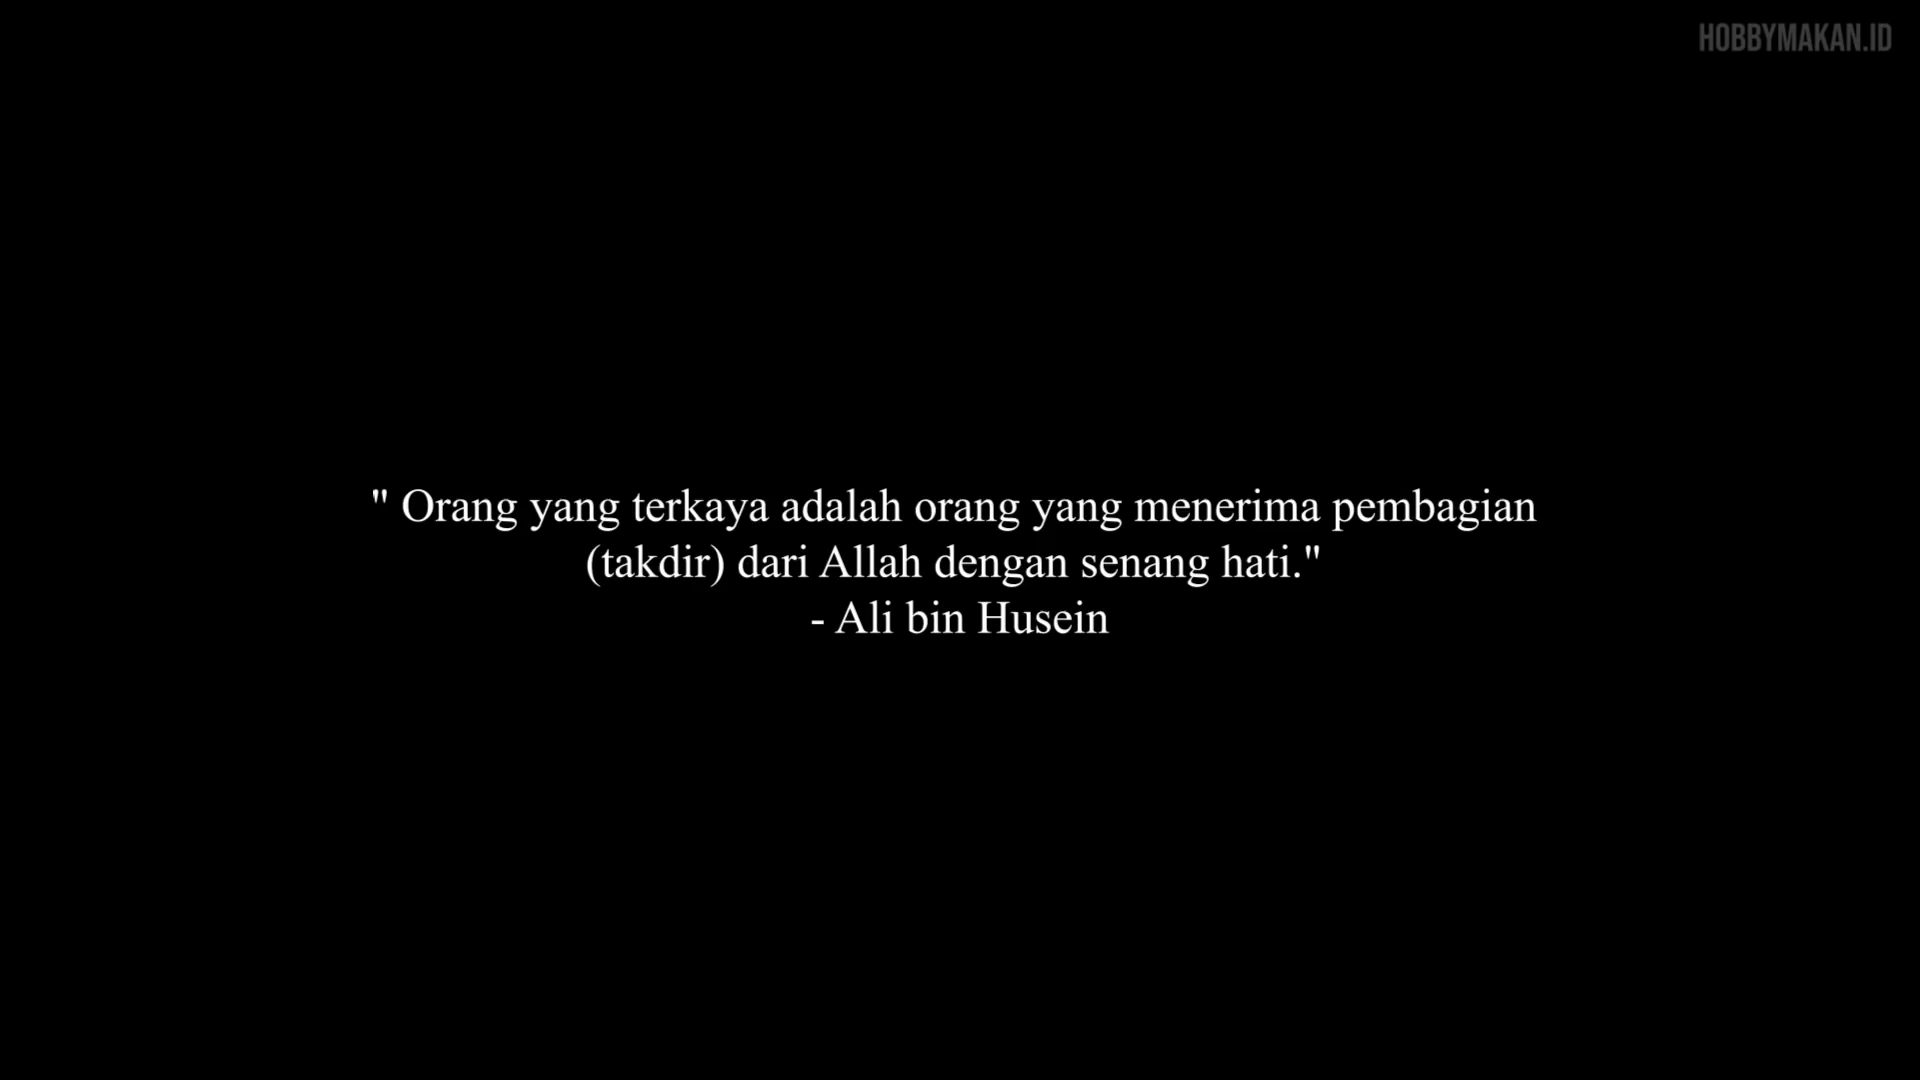 HOBBYMAKAN.ID
" Orang yang terkaya adalah orang yang menerima pembagian
(takdir) dari Allah dengan senang hati."
- Ali bin Husein